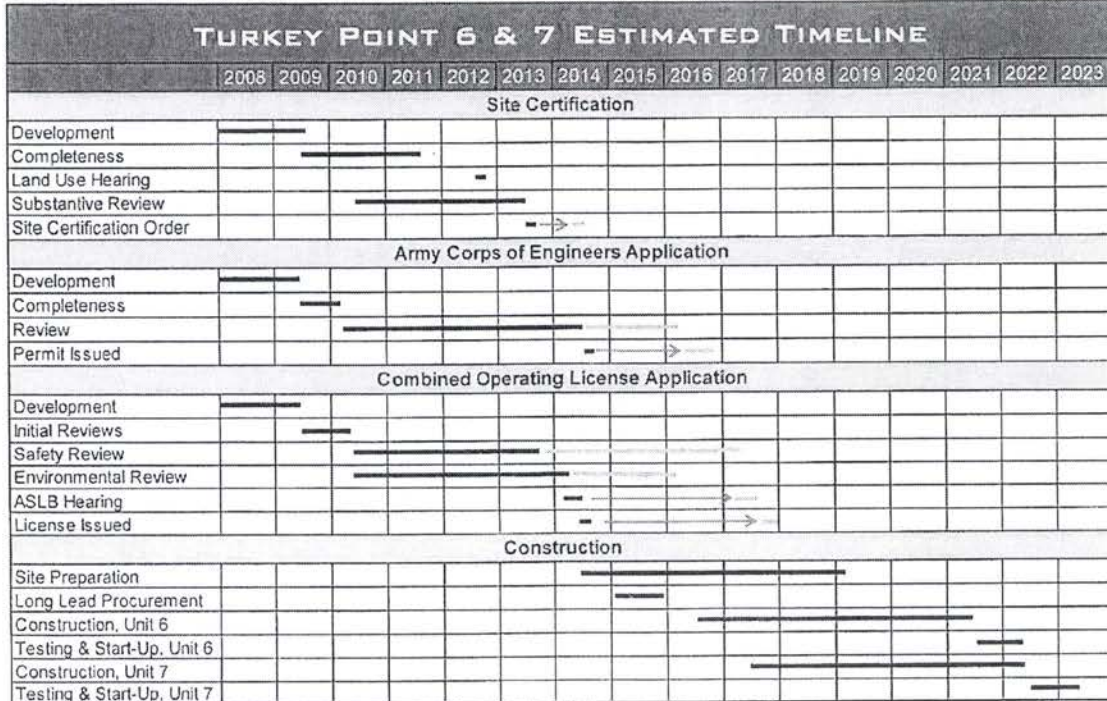 TURKEY POINT 6 & 7 ESTIMATED TIMELINE
2008 2009 2010 2011 2012 2013 2014 2015 2016 2017 2018 2019 2020 2021 2022 2023
Site Certification
Development
Completeness
Land Use Hearing
Substantive Review
Site Certification Order
Army Corps of Engineers Application
Development
Completeness
Review
Permit Issued
Combined Operating License Application
Development
Initial Reviews
Safety Review
Environmental Review
ASLB Hearing
License Issued
Construction
Site Preparation
Long Lead Procurement
Construction, Unit 6
Testing & Start-Up, Unit 6
Construction, Unit 7
Testing & Start-Up, Unit 7